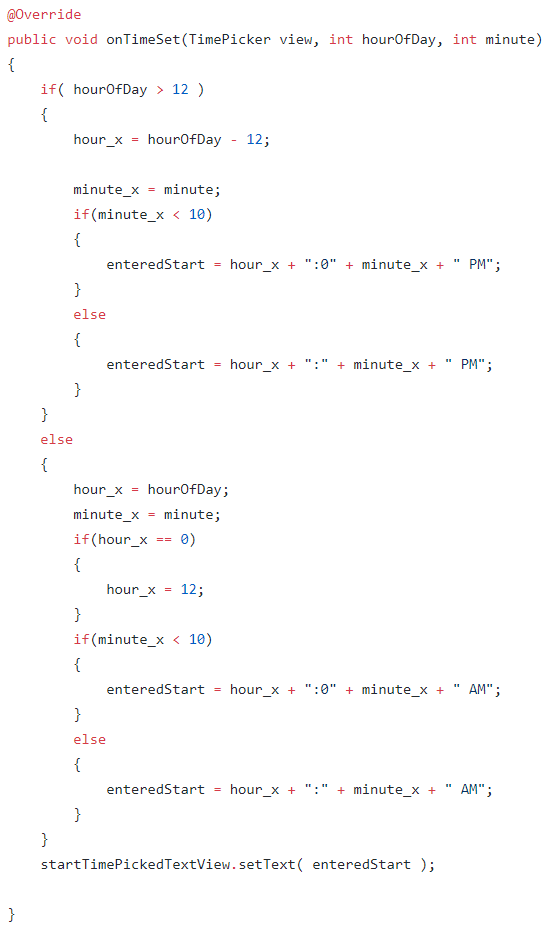 @Override
public void onTimeSet(TimePicker view, int hourOfDay, int minute)
{
    if( hourOfDay > 12 )
    {
        hour_x = hourOfDay - 12;

        minute_x = minute;
        if(minute_x < 10)
        {
            enteredStart = hour_x + ":0" + minute_x + " PM";
        }
        else
        {
            enteredStart = hour_x + ":" + minute_x + " PM";
        }
    }
    else
    {
        hour_x = hourOfDay;
        minute_x = minute;
        if(hour_x == 0)
        {
            hour_x = 12;
        }
        if(minute_x < 10)
        {
            enteredStart = hour_x + ":0" + minute_x + " AM";
        }
        else
        {
            enteredStart = hour_x + ":" + minute_x + " AM";
        }
    }
    startTimePickedTextView.setText( enteredStart );

}